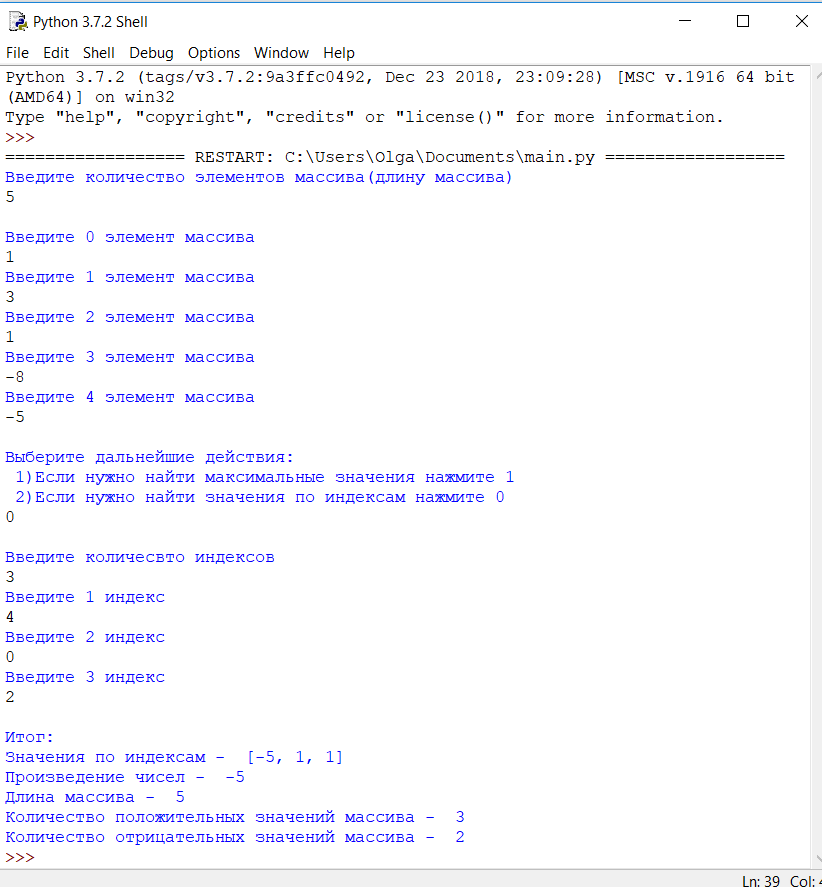 Python 3.7.2 Shell
File Edit Shell Debug Options Window Help
Python 3.7.2 (tags/v3.7.2:9a3ffc0492, Dec 23 2018, 23:09:28) [MSC v.1916 64 bit
(AMD64)] on win32
Type "help", "copyright", "credits" or "license()" for more information.
>>>
================== RESTART: C:\Users\Olga\Documents\main.py ==================
Введите количество элементов массива(длину массива)
5
Введите 0 элемент массива
1
Введите 1 элемент массива
3
Введите 2 элемент массива
1
Введите 3 элемент массива
-8
Введите 4 элемент массива
-5
Выберите дальнейшие действия:
1)Если нужно найти максимальные значения нажмите 1
2)Если нужно найти значения по индексам нажмите 0
0
Введите количесвто индексов
3
Введите 1 индекс
4
Введите 2 индекс
0
Введите 3 индекс
2
Итог:
Значения по индексам -  [-5, 1, 1]
Произведение чисел -  -5
Длина массива -  5
Количество положительных значений массива -  3
Количество отрицательных значений массива -  2
>>>
Ln: 39 Col: